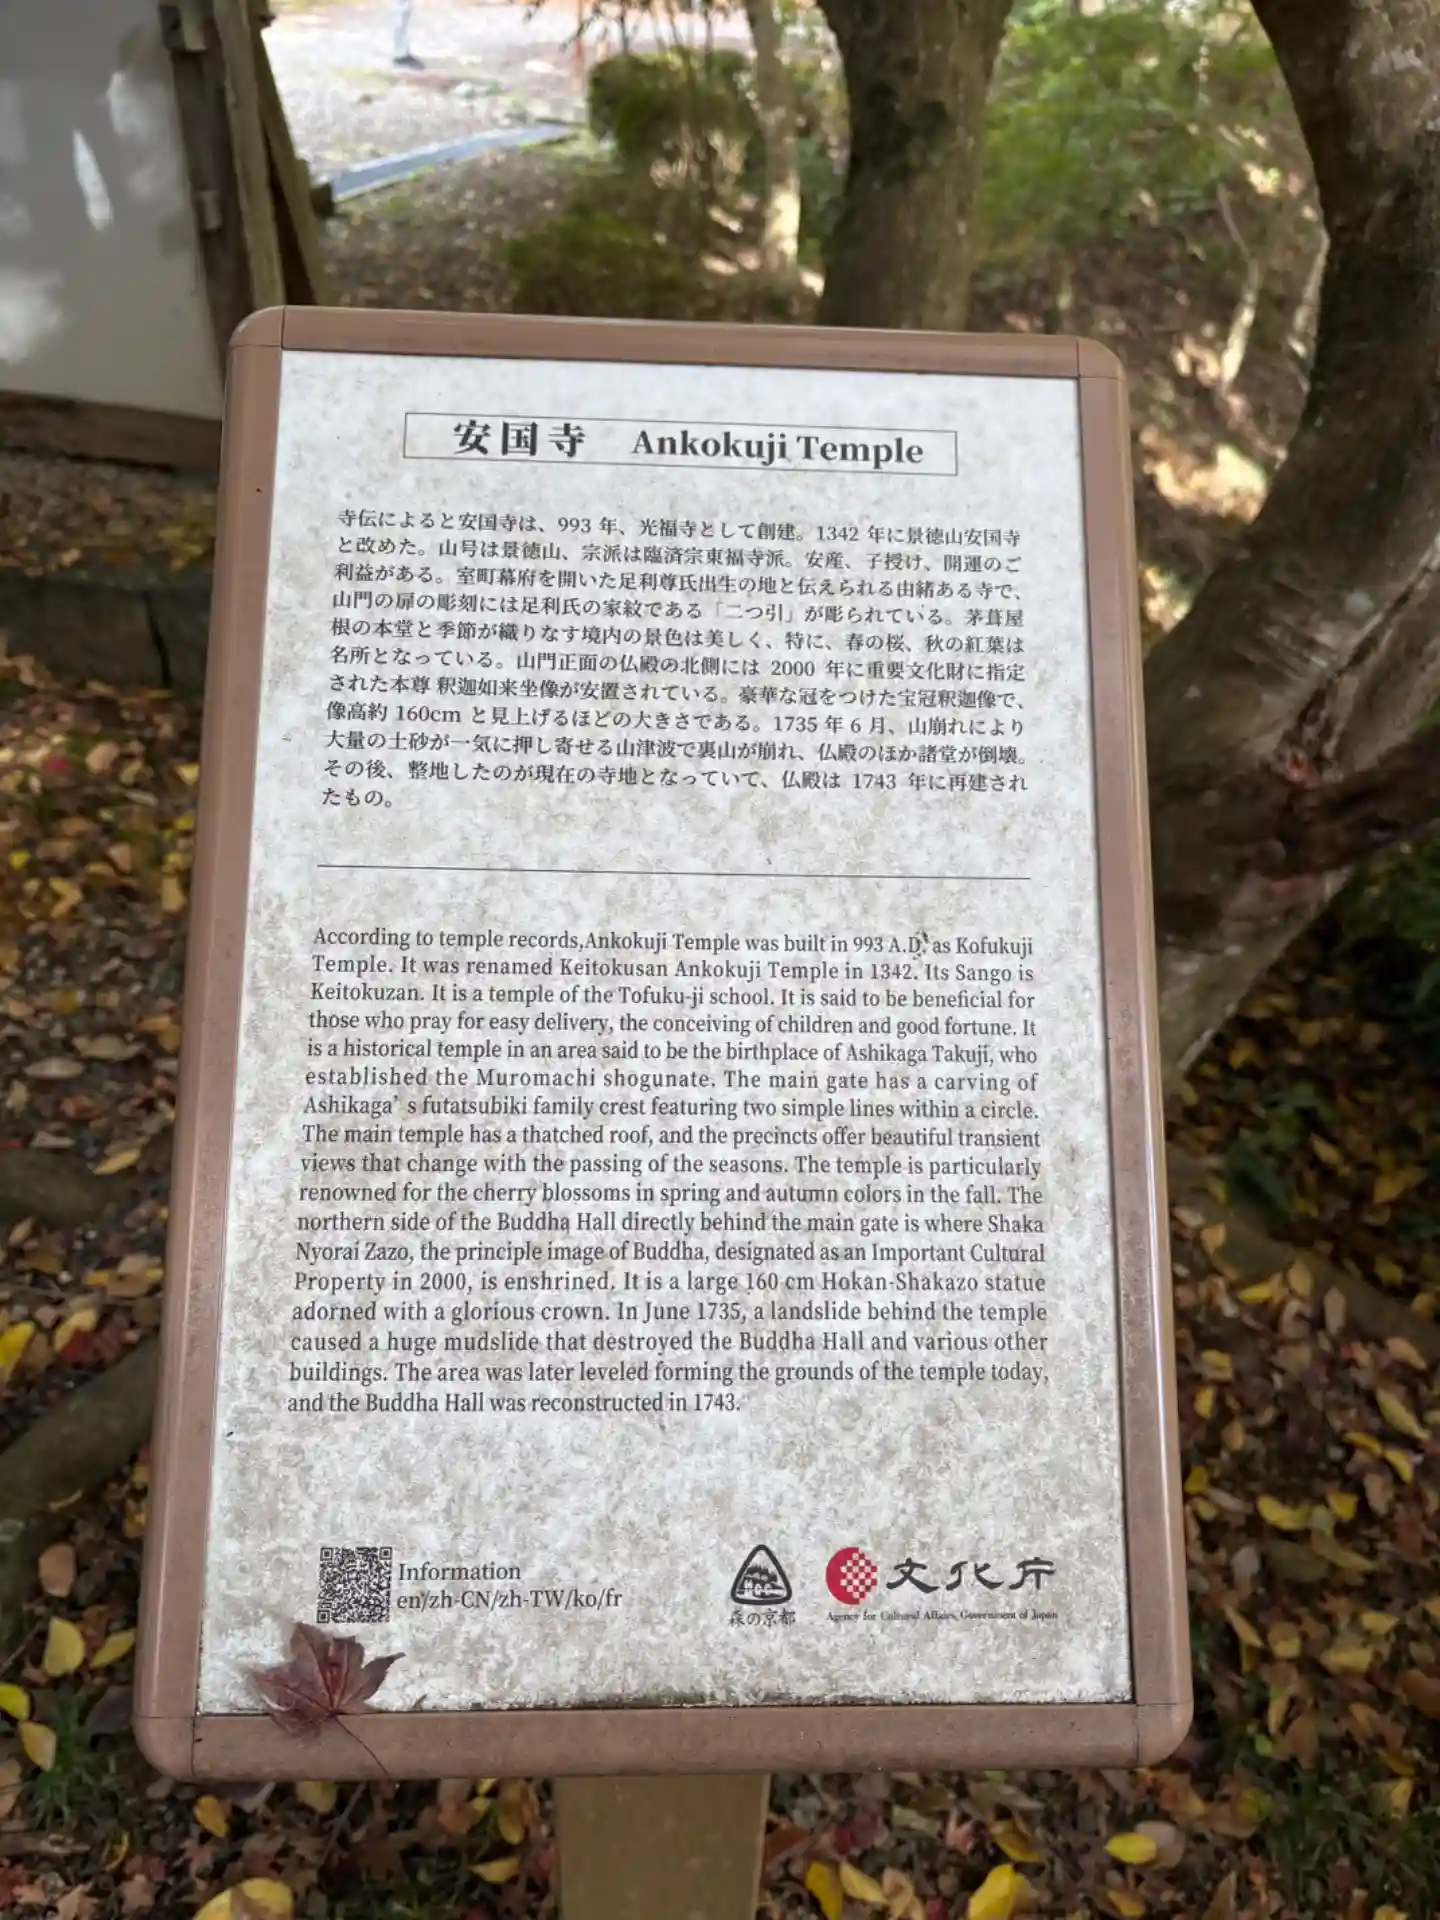 安国寺 Ankokuji Temple
寺伝によると安国寺は、993 年、光福寺として創建。1342 年に景徳山安国寺
と改めた。山号は景徳山、宗派は臨済宗東福寺派。安産、子授け、開運のご
利益がある。室町幕府を開いた足利尊氏出生の地と伝えられる由緒ある寺で、
山門の扉の彫刻には足利氏の家紋である「二つ引」が彫られている。茅葺屋
根の本堂と季節が織りなす境内の景色は美しく、特に、春の桜、秋の紅葉は
名所となっている。山門正面の仏殿の北側には 2000 年に重要文化財に指定
された本尊 釈迦如来坐像が安置されている。豪華な冠をつけた宝冠釈迦像で、
像高約 160cm と見上げるほどの大きさである。1735 年 6 月、山崩れにより
大量の土砂が一気に押し寄せる山津波で裏山が崩れ、仏殿のほか諸堂が倒壊。
その後、整地したのが現在の寺地となっていて、仏殿は 1743 年に再建され
たもの。
According to temple records,Ankokuji Temple was built in 993 A.D. as Kofukuji
Temple. It was renamed Keitokusan Ankokuji Temple in 1342. Its Sango is
Keitokuzan. It is a temple of the Tofuku-ji school. It is said to be beneficial for
those who pray for easy delivery, the conceiving of children and good fortune. It
is a historical temple in an area said to be the birthplace of Ashikaga Takuji, who
established the Muromachi shogunate. The main gate has a carving of
Ashikaga’s futatsubiki family crest featuring two simple lines within a circle.
The main temple has a thatched roof, and the precincts offer beautiful transient
views that change with the passing of the seasons. The temple is particularly
renowned for the cherry blossoms in spring and autumn colors in the fall. The
northern side of the Buddha Hall directly behind the main gate is where Shaka
Nyorai Zazo, the principle image of Buddha, designated as an Important Cultural
Property in 2000, is enshrined. It is a large 160 cm Hokan-Shakazo statue
adorned with a glorious crown. In June 1735, a landslide behind the temple
caused a huge mudslide that destroyed the Buddha Hall and various other
buildings. The area was later leveled forming the grounds of the temple today,
and the Buddha Hall was reconstructed in 1743.
Information
en/zh-CN/zh-TW/ko/fr
森の京都
文化庁
Agency for Cultural Affairs, Government of Japan